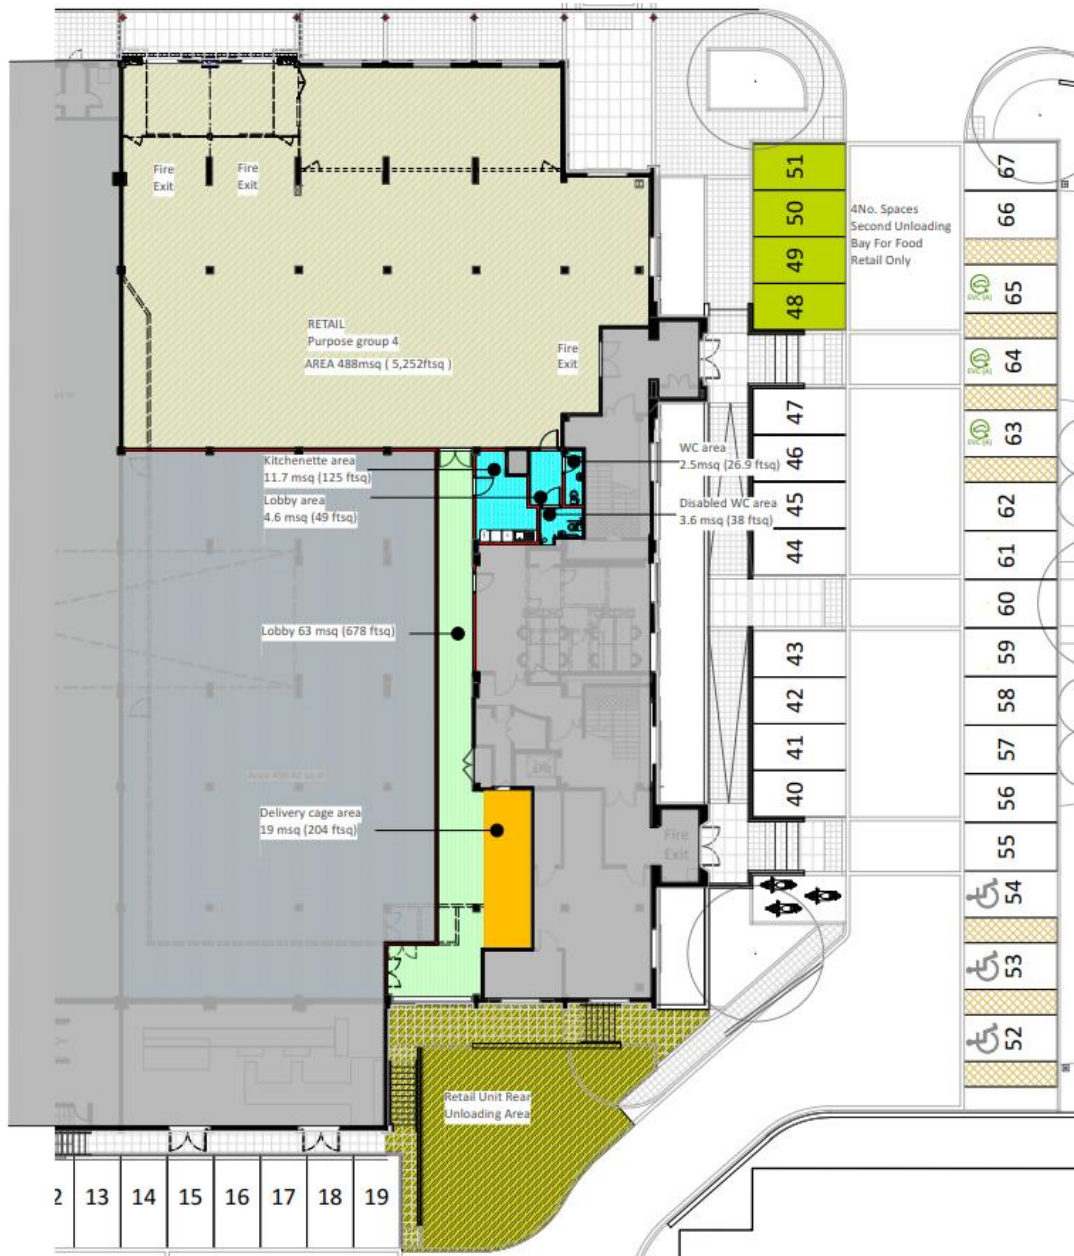 Fire
Exit
Fire
Exit
51
50
49
48
4No. Spaces
Second Unloading
Bay For Food
Retail Only
67
66
65
EVC (A)
64
EVC (A)
63
EVC (A)
RETAIL
Purpose group 4
AREA 488msq ( 5,252ftsq )
Fire
Exit
47
46
45
44
WC area
2.5msq (26.9 ftsq)
Disabled WC area
3.6 msq (38 ftsq)
Kitchenette area
11.7 msq (125 ftsq)
Lobby area
4.6 msq (49 ftsq)
62
61
60
59
58
57
56
55
54
53
52
Lobby 63 msq (678 ftsq)
43
42
41
40
Delivery cage area
19 msq (204 ftsq)
Fire
Exit
Retail Unit Rear
Unloading Area
2
13
14
15
16
17
18
19